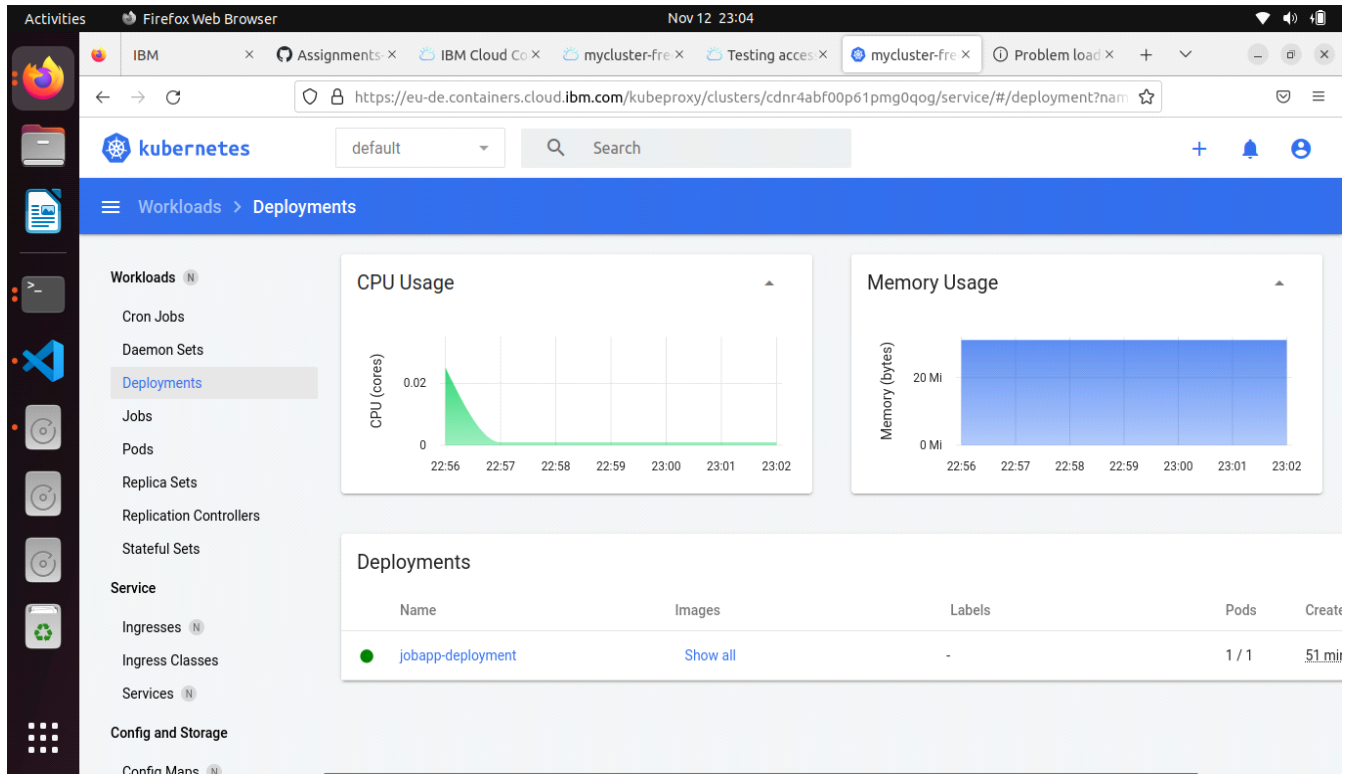 Activities Firefox Web Browser Nov 12 23:04
IBM × Assignments- × IBM Cloud Co × mycluster-fre × Testing acces × mycluster-fre × Problem load × +
https://eu-de.containers.cloud.ibm.com/kubeproxy/clusters/cdnr4abf00p61pmg0qog/service/#/deployment?nam
kubernetes default Search +
Workloads > Deployments
Workloads N
Cron Jobs
Daemon Sets
Deployments
Jobs
Pods
Replica Sets
Replication Controllers
Stateful Sets
Service
Ingresses N
Ingress Classes
Services N
Config and Storage
Config Maps N
CPU Usage
CPU (cores)
0.02
0
22:56 22:57 22:58 22:59 23:00 23:01 23:02
Memory Usage
Memory (bytes)
20 Mi
0 Mi
22:56 22:57 22:58 22:59 23:00 23:01 23:02
Deployments
Name Images Labels Pods Create
jobapp-deployment Show all - 1 / 1 51 min